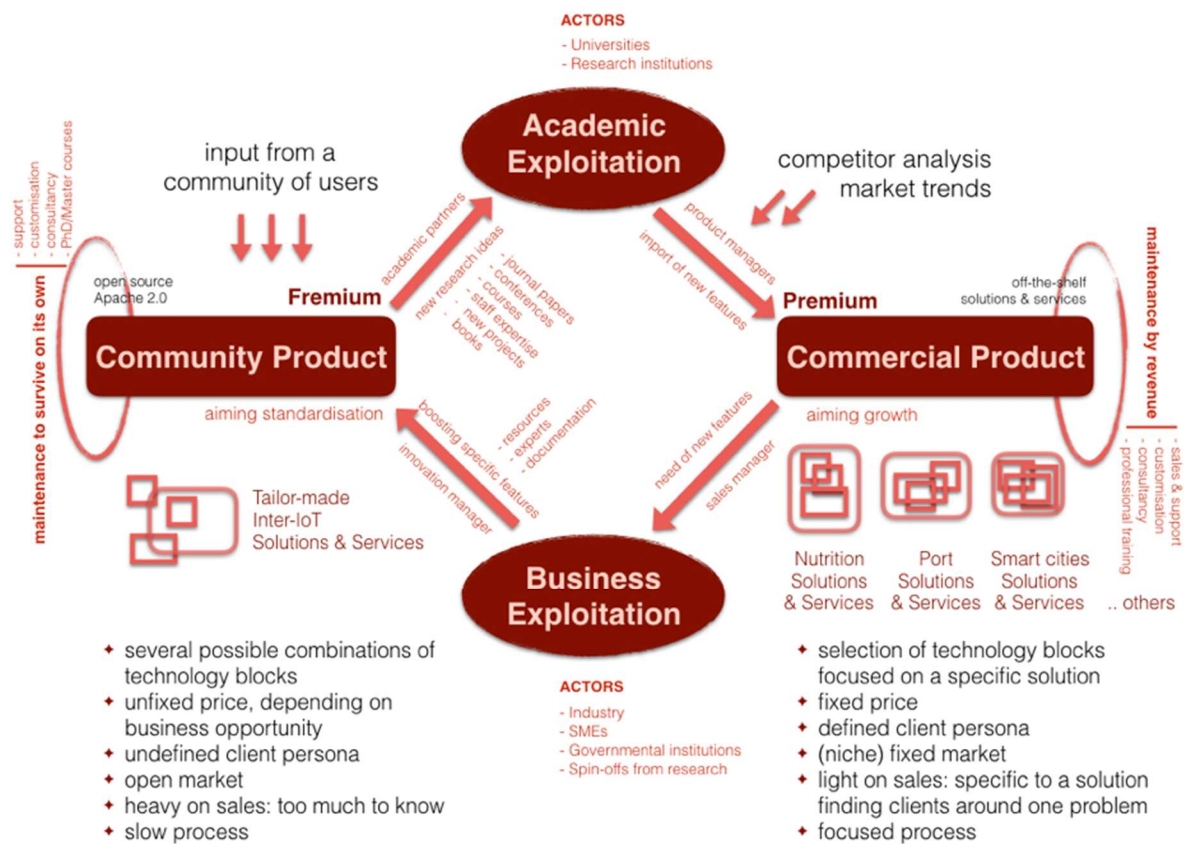 ACTORS
- Universities
- Research institutions
Academic
Exploitation
input from a
community of users
competitor analysis
market trends
- support
- customisation
- consultancy
- PhD/Master courses
maintenance to survive on its own
open source
Apache 2.0
Fremium
Community Product
aiming standardisation
academic partners
new research ideas
- journal papers
- conferences
- courses
- staff expertise
- new projects
- books
product managers
import of new features
Premium
off-the-shelf
solutions & services
Commercial Product
aiming growth
maintenance by revenue
- sales & support
- customisation
- consultancy
- professional training
boosting specific features
innovation manager
- resources
- experts
- documentation
need of new features
sales manager
Tailor-made
Inter-IoT
Solutions & Services
Nutrition
Solutions
& Services
Port
Solutions
& Services
Smart cities
Solutions
& Services
.. others
Business
Exploitation
ACTORS
- Industry
- SMEs
- Governmental institutions
- Spin-offs from research
✦ several possible combinations of
technology blocks
✦ unfixed price, depending on
business opportunity
✦ undefined client persona
✦ open market
✦ heavy on sales: too much to know
✦ slow process
✦ selection of technology blocks
focused on a specific solution
✦ fixed price
✦ defined client persona
✦ (niche) fixed market
✦ light on sales: specific to a solution
finding clients around one problem
✦ focused process